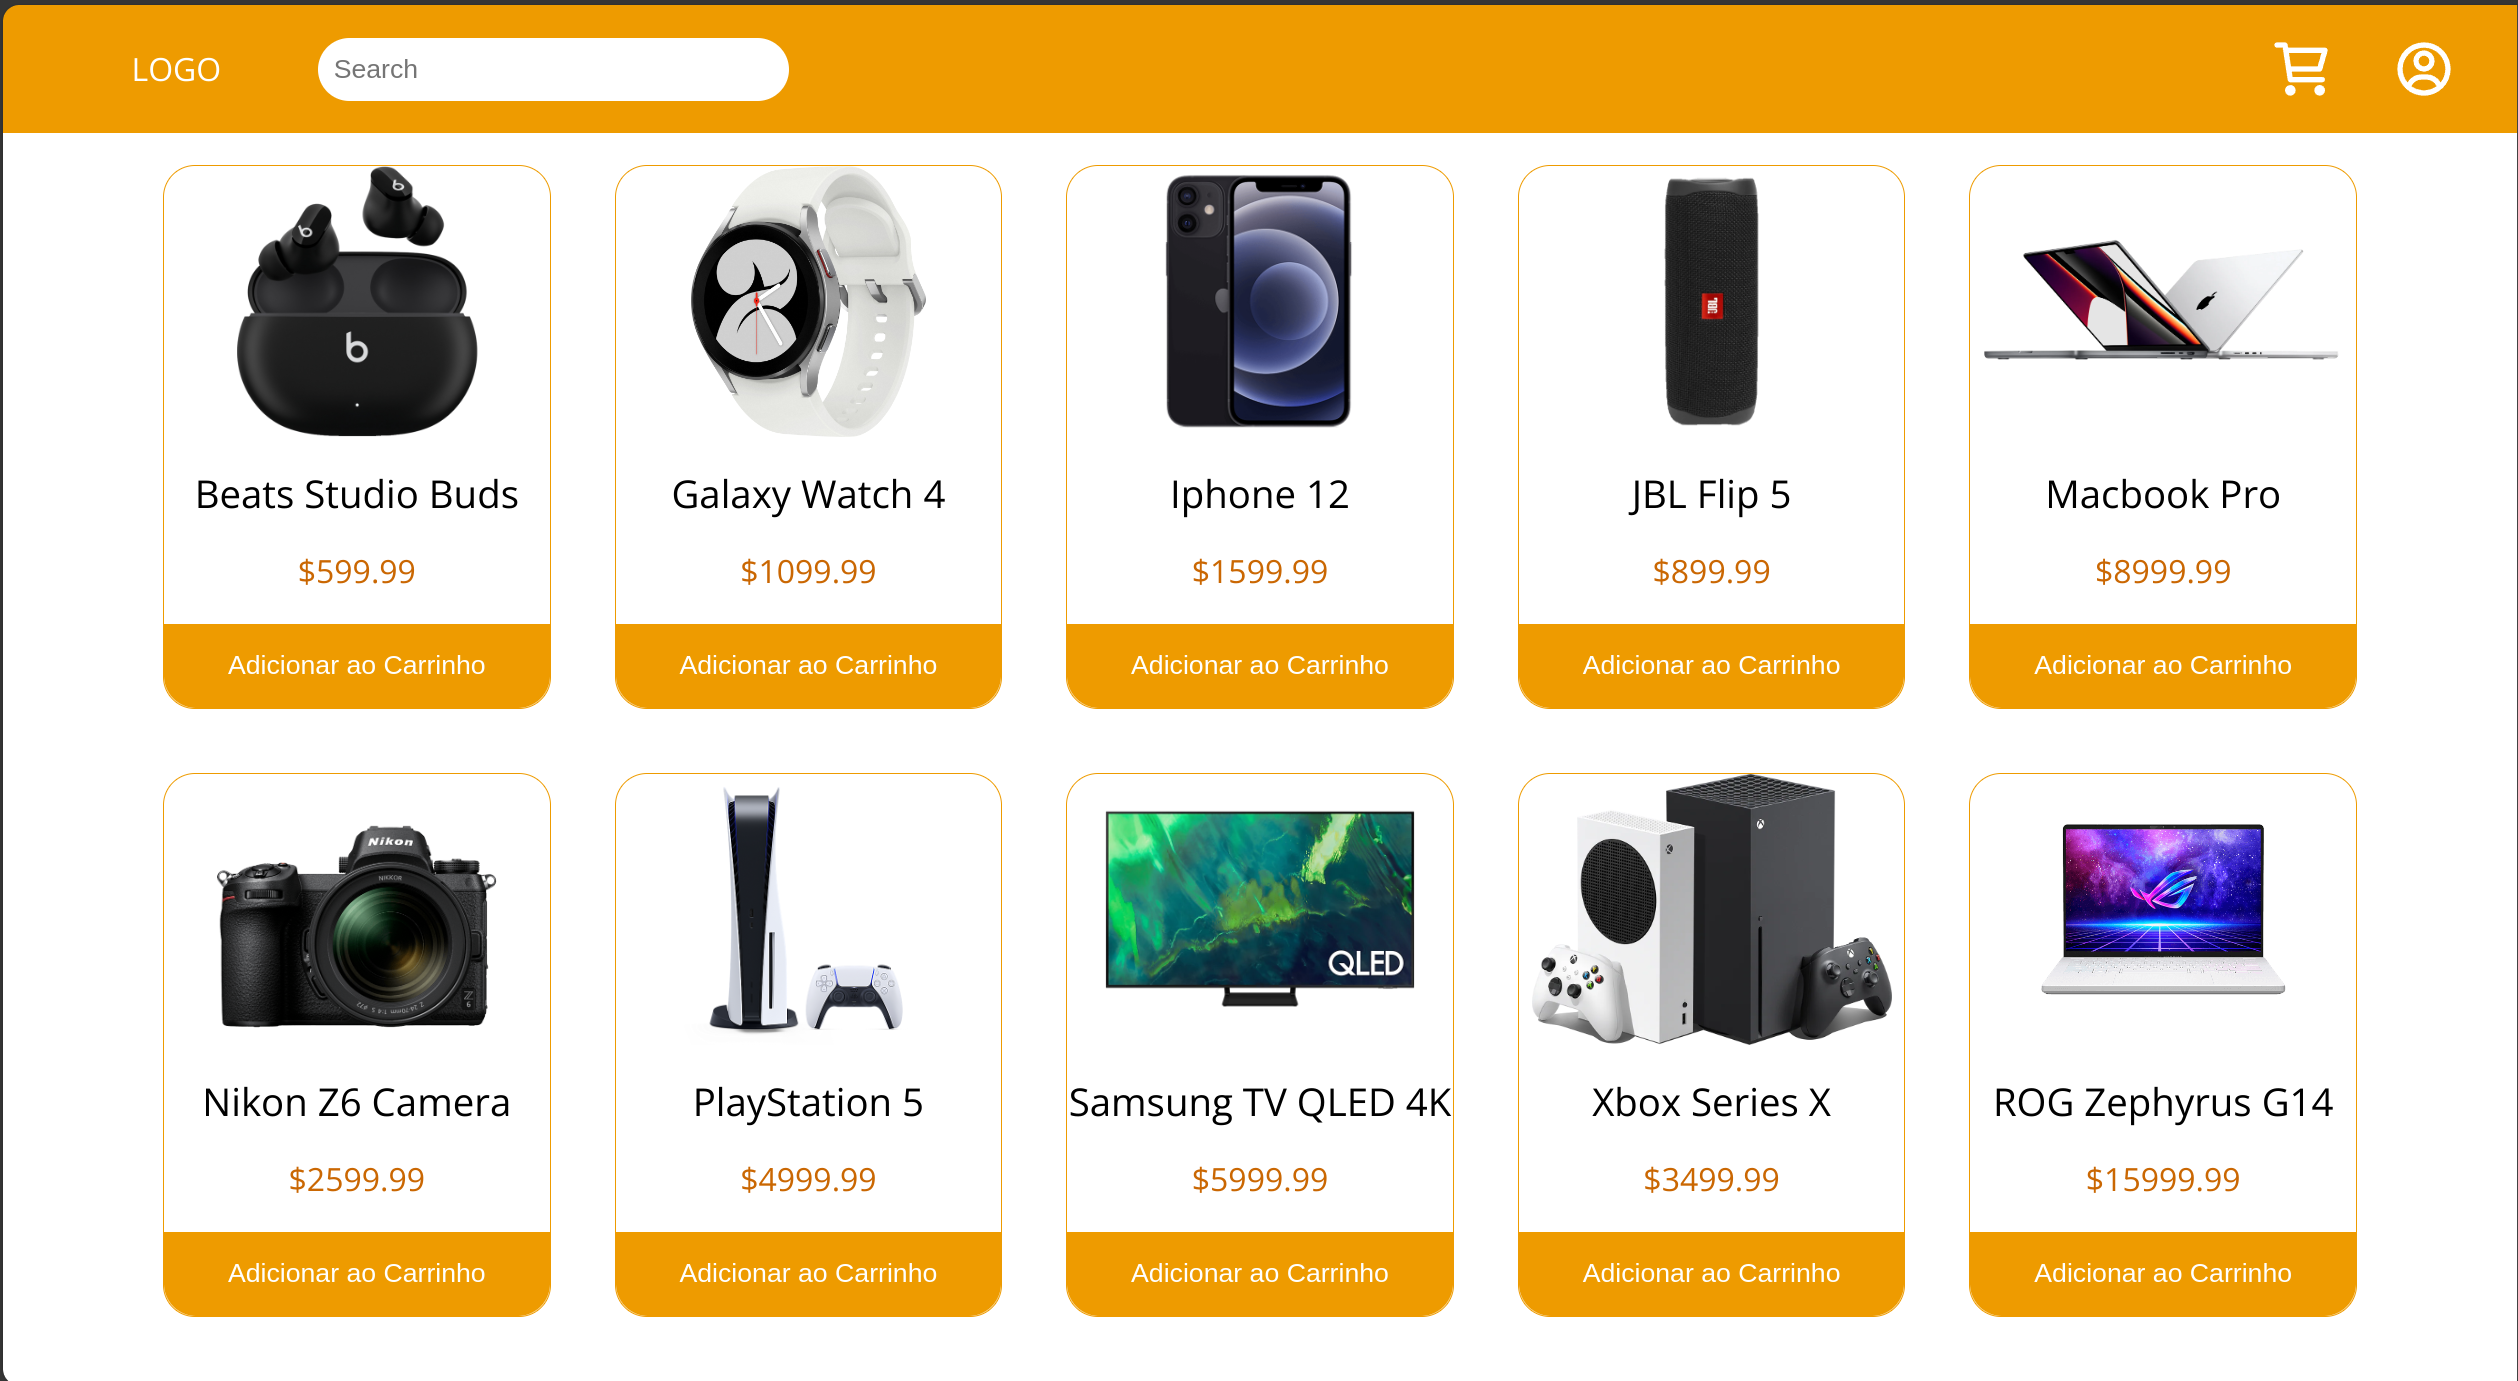 LOGO
Search
Beats Studio Buds
Galaxy Watch 4
Iphone 12
JBL
JBL Flip 5
Macbook Pro
$599.99
$1099.99
$1599.99
$899.99
$8999.99
Adicionar ao Carrinho
Adicionar ao Carrinho
Adicionar ao Carrinho
Adicionar ao Carrinho
Adicionar ao Carrinho
Nikon
NIKKOR
Z
6
QLED
Nikon Z6 Camera
PlayStation 5
Samsung TV QLED 4K
Xbox Series X
ROG Zephyrus G14
$2599.99
$4999.99
$5999.99
$3499.99
$15999.99
Adicionar ao Carrinho
Adicionar ao Carrinho
Adicionar ao Carrinho
Adicionar ao Carrinho
Adicionar ao Carrinho